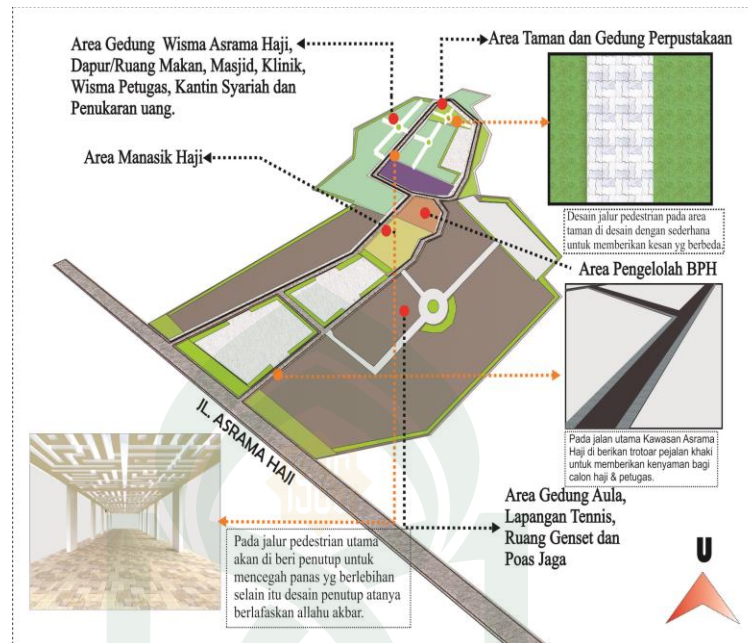 Area Gedung Wisma Asrama Haji,
Dapur/Ruang Makan, Masjid, Klinik,
Wisma Petugas, Kantin Syariah dan
Penukaran uang.
Area Taman dan Gedung Perpustakaan
Area Manasik Haji
Desain jalur pedestrian pada area
taman di desain dengan sederhana
untuk memberikan kesan yg berbeda.
Area Pengelolah BPH
Pada jalan utama Kawasan Asrama
Haji di berikan trotoar pejalan khaki
untuk memberikan kenyaman bagi
calon haji & petugas.
JL. ASRAMA HAJI
Area Gedung Aula,
Lapangan Tennis,
Ruang Genset dan
Poas Jaga
Pada jalur pedestrian utama
akan di beri penutup untuk
mencegah panas yg berlebihan
selain itu desain penutup atanya
berlafaskan allahu akbar.
U